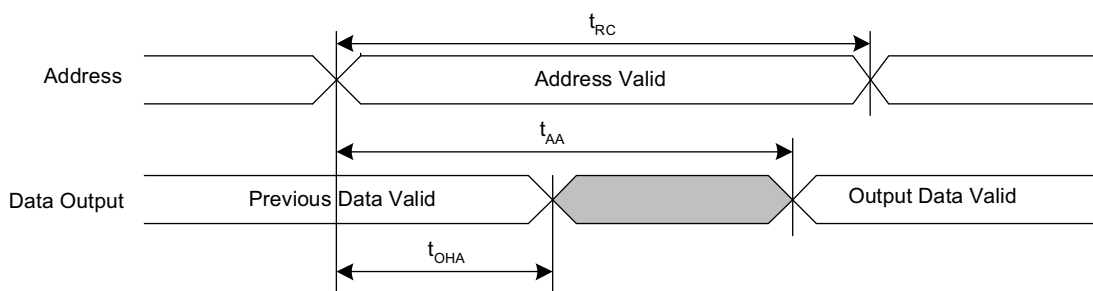 t_RC
Address
Address Valid
t_AA
Data Output
Previous Data Valid
Output Data Valid
t_OHA